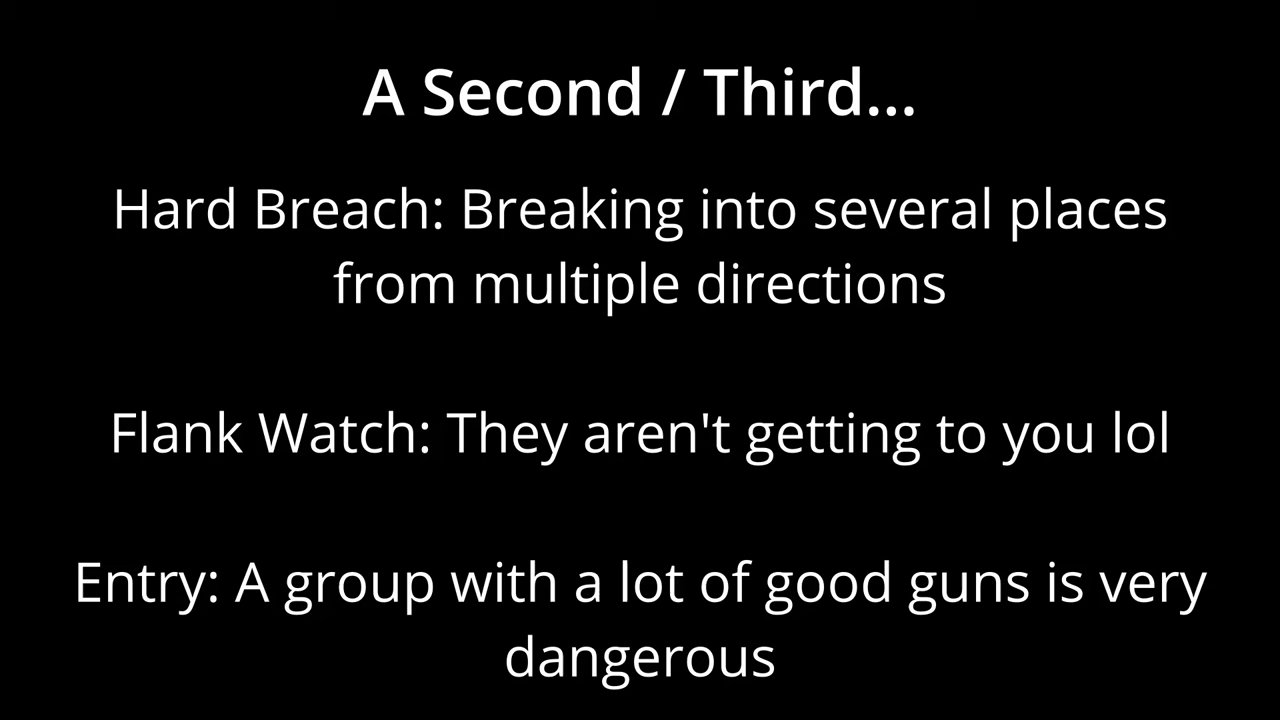 A Second / Third...
Hard Breach: Breaking into several places
from multiple directions
Flank Watch: They aren't getting to you lol
Entry: A group with a lot of good guns is very
dangerous